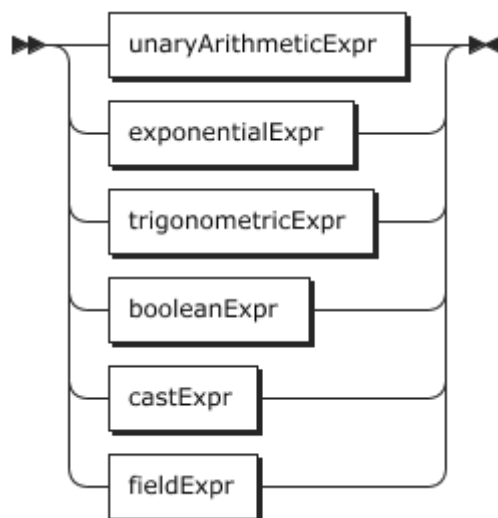 unaryArithmeticExpr
exponentialExpr
trigonometricExpr
booleanExpr
castExpr
fieldExpr